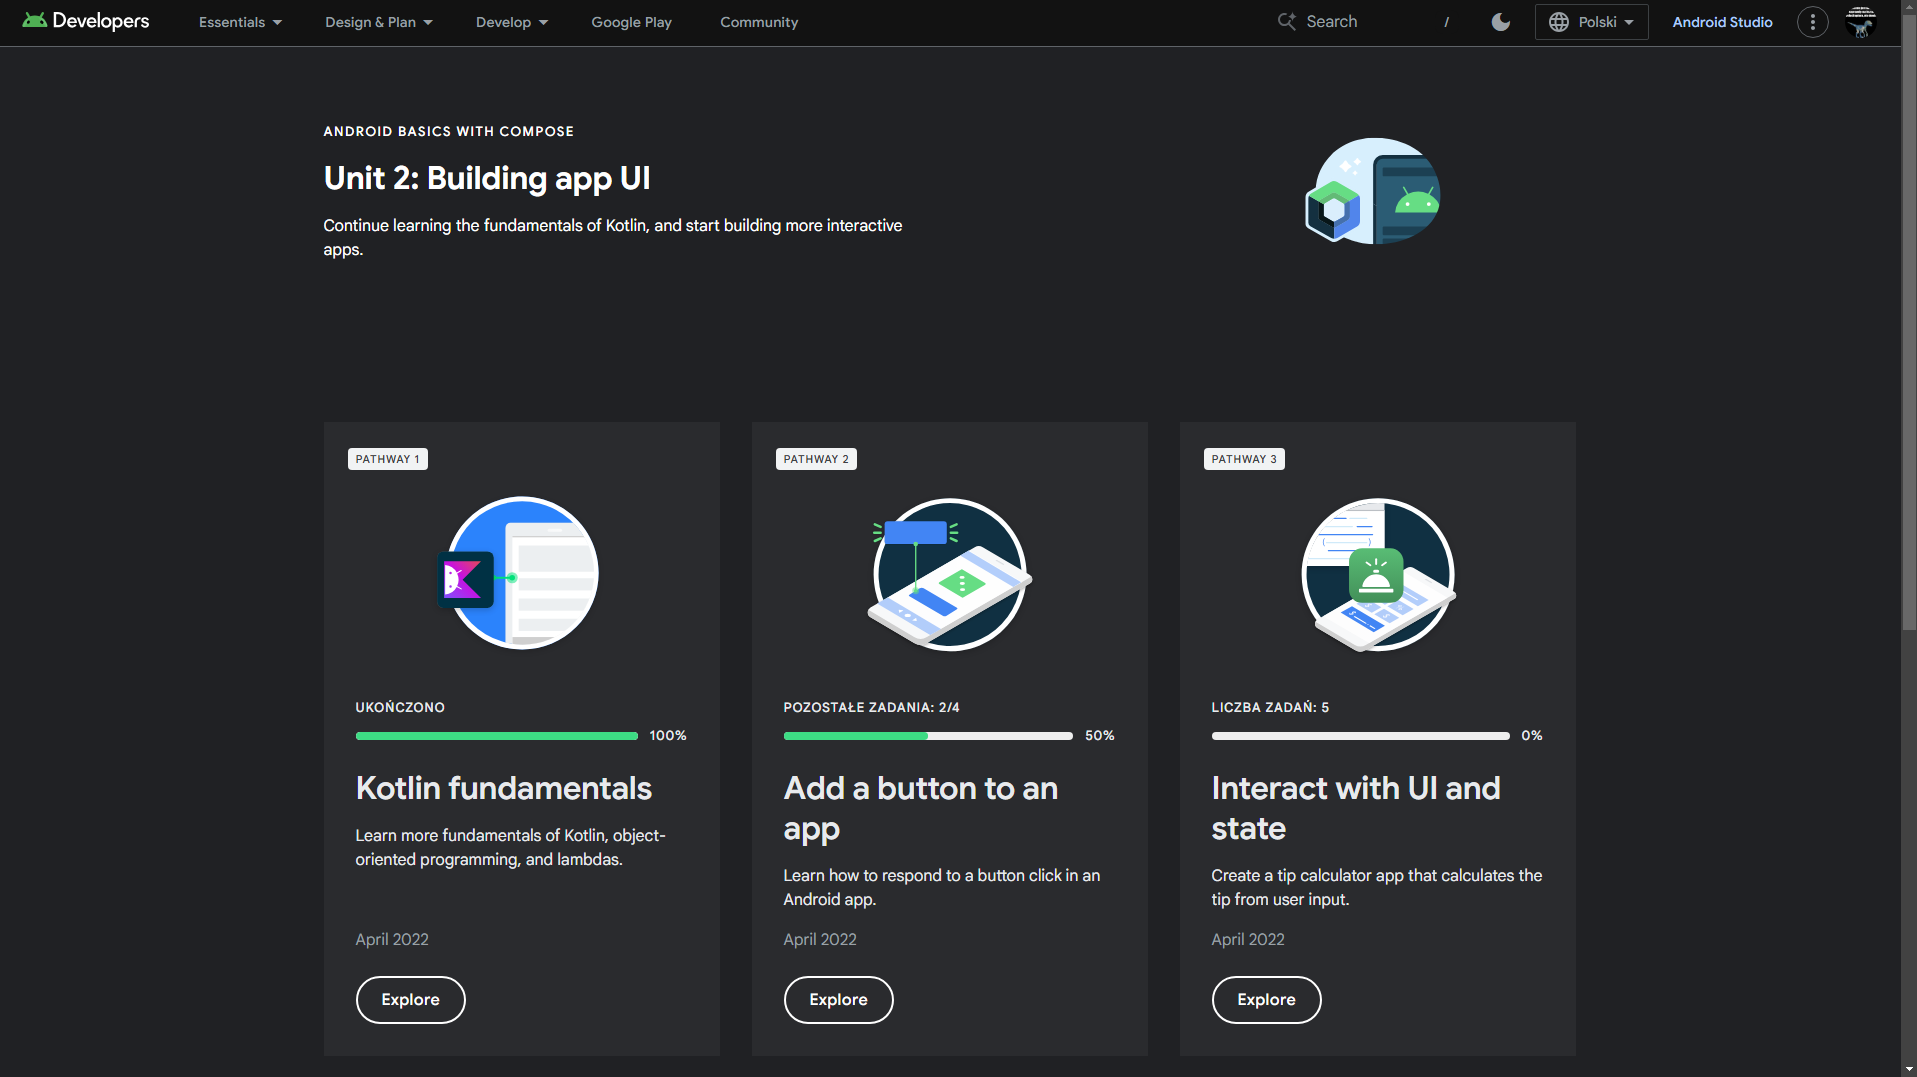 Developers Essentials Design & Plan Develop Google Play Community Search / Polski Android Studio
ANDROID BASICS WITH COMPOSE
Unit 2: Building app UI
Continue learning the fundamentals of Kotlin, and start building more interactive
apps.
PATHWAY 1
UKOŃCZONO
100%
Kotlin fundamentals
Learn more fundamentals of Kotlin, object-
oriented programming, and lambdas.
April 2022
Explore
PATHWAY 2
POZOSTAŁE ZADANIA: 2/4
50%
Add a button to an
app
Learn how to respond to a button click in an
Android app.
April 2022
Explore
PATHWAY 3
LICZBA ZADAŃ: 5
0%
Interact with UI and
state
Create a tip calculator app that calculates the
tip from user input.
April 2022
Explore